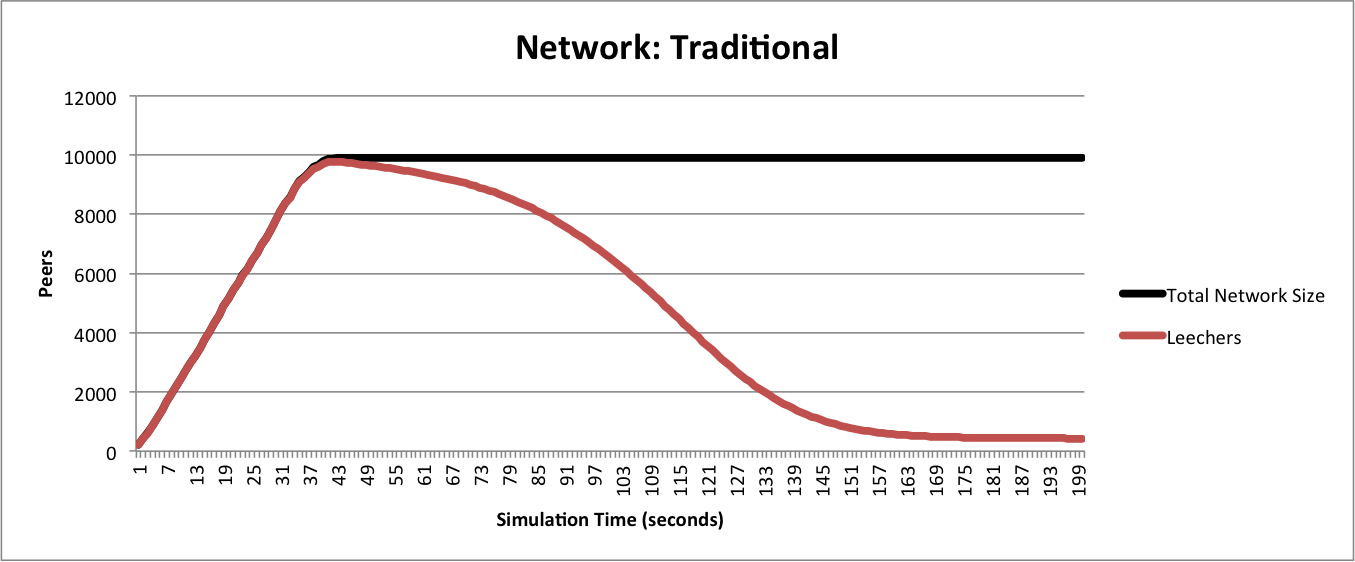 Network: Traditional
12000
10000
8000
6000
4000
2000
0
Peers
1 7 13 19 25 31 37 43 49 55 61 67 73 79 85 91 97 103 109 115 121 127 133 139 145 151 157 163 169 175 181 187 193 199
Simulation Time (seconds)
Total Network Size
Leechers